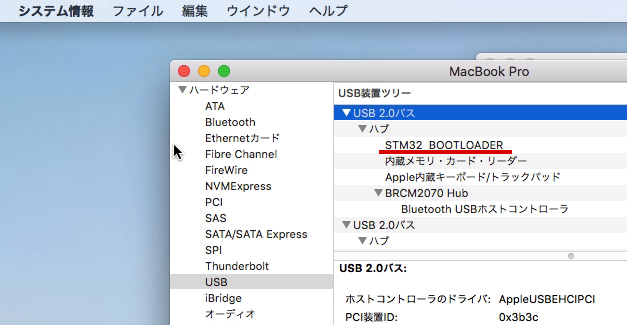 システム情報 ファイル 編集 ウインドウ ヘルプ
MacBook Pro
ハードウェア
ATA
Bluetooth
Ethernetカード
Fibre Channel
FireWire
NVMExpress
PCI
SAS
SATA/SATA Express
SPI
Thunderbolt
USB
iBridge
オーディオ
USB装置ツリー
USB 2.0バス
ハブ
STM32 BOOTLOADER
内蔵メモリ・カード・リーダー
Apple内蔵キーボード/トラックパッド
BRCM2070 Hub
Bluetooth USBホストコントローラ
USB 2.0バス
ハブ
USB 2.0バス:
ホストコントローラのドライバ: AppleUSBEHCIPCI
PCI装置ID: 0x3b3c